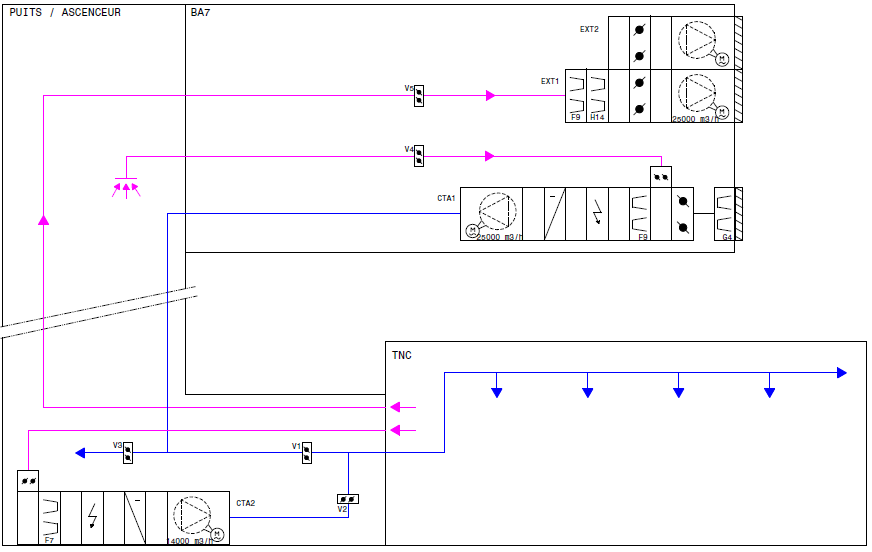 PUITS / ASCENCEUR
BA7
EXT2
M
EXT1
V5
F9
H14
25000 m3/h
M
V4
CTA1
M
25000 m3/h
F9
G4
TNC
V3
V1
CTA2
V2
F7
14000 m3/h
M